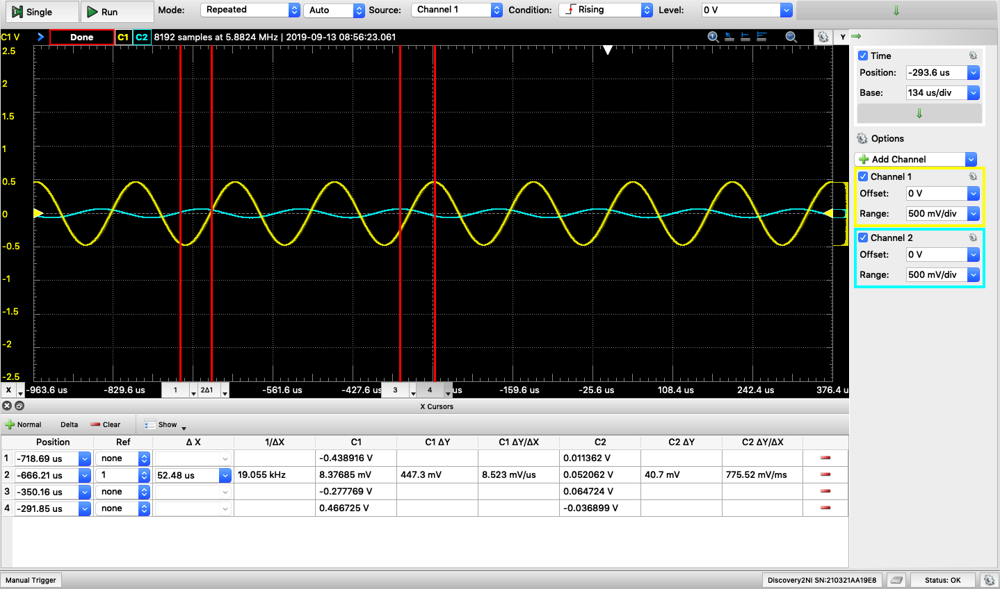 Single Run Mode: Repeated Auto Source: Channel 1 Condition: Rising Level: 0 V
C1 V Done C1 C2 8192 samples at 5.8824 MHz | 2019-09-13 08:56:23.061 Y
2.5
2
1.5
1
0.5
0
-0.5
-1
-1.5
-2
-2.5
X -963.6 us -829.6 us 1 2Δ1 -561.6 us -427.6 us 3 4 us -159.6 us -25.6 us 108.4 us 242.4 us 376.4 u
Time
Position: -293.6 us
Base: 134 us/div
Options
Add Channel
Channel 1
Offset: 0 V
Range: 500 mV/div
Channel 2
Offset: 0 V
Range: 500 mV/div
X Cursors
Normal Delta Clear Show
Position Ref Δ X 1/ΔX C1 C1 ΔY C1 ΔY/ΔX C2 C2 ΔY C2 ΔY/ΔX
1 -718.69 us none -0.438916 V 0.011362 V
2 -666.21 us 1 52.48 us 19.055 kHz 8.37685 mV 447.3 mV 8.523 mV/us 0.052062 V 40.7 mV 775.52 mV/ms
3 -350.16 us none -0.277769 V 0.064724 V
4 -291.85 us none 0.466725 V -0.036899 V
Manual Trigger Discovery2NI SN:210321AA19E8 Status: OK